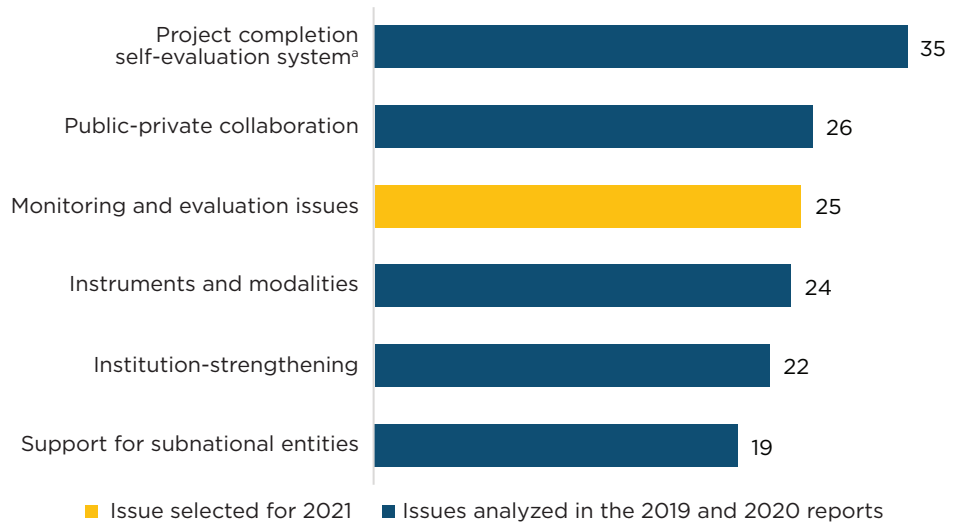 Project completion
self-evaluation systemᵃ
35
Public-private collaboration
26
Monitoring and evaluation issues
25
Instruments and modalities
24
Institution-strengthening
22
Support for subnational entities
19
Issue selected for 2021
Issues analyzed in the 2019 and 2020 reports